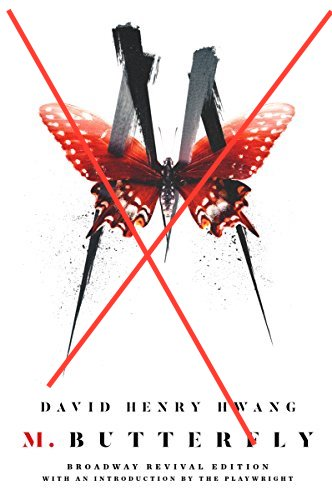 DAVID HENRY HWANG
M. BUTTERFLY
BROADWAY REVIVAL EDITION
WITH AN INTRODUCTION BY THE PLAYWRIGHT